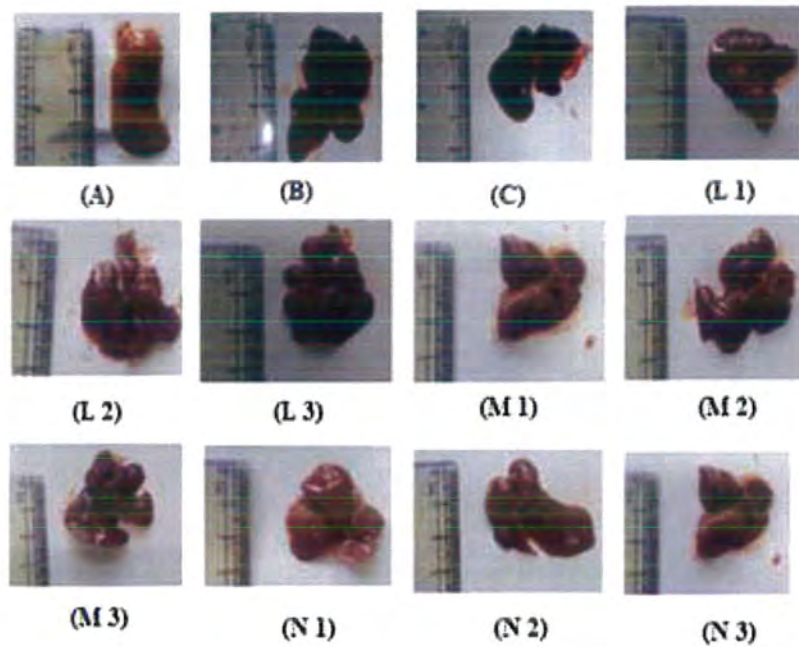 (A) (B) (C) (L 1)
(L 2) (L 3) (M 1) (M 2)
(M 3) (N 1) (N 2) (N 3)